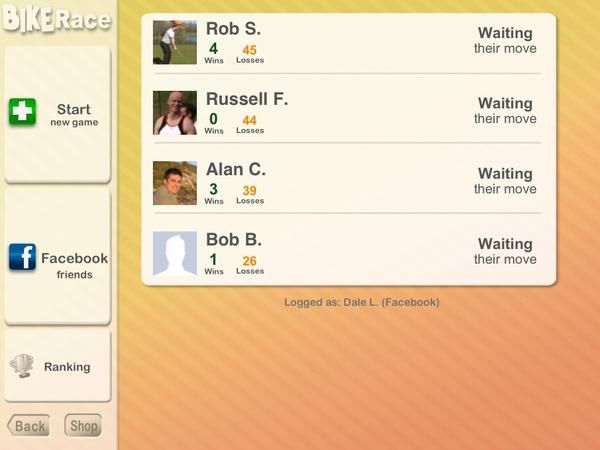 BIKERace
Start
new game
Facebook
friends
Ranking
Back
Shop
Rob S.
4 45
Wins Losses
Waiting
their move
Russell F.
0 44
Wins Losses
Waiting
their move
Alan C.
3 39
Wins Losses
Waiting
their move
Bob B.
1 26
Wins Losses
Waiting
their move
Logged as: Dale L. (Facebook)